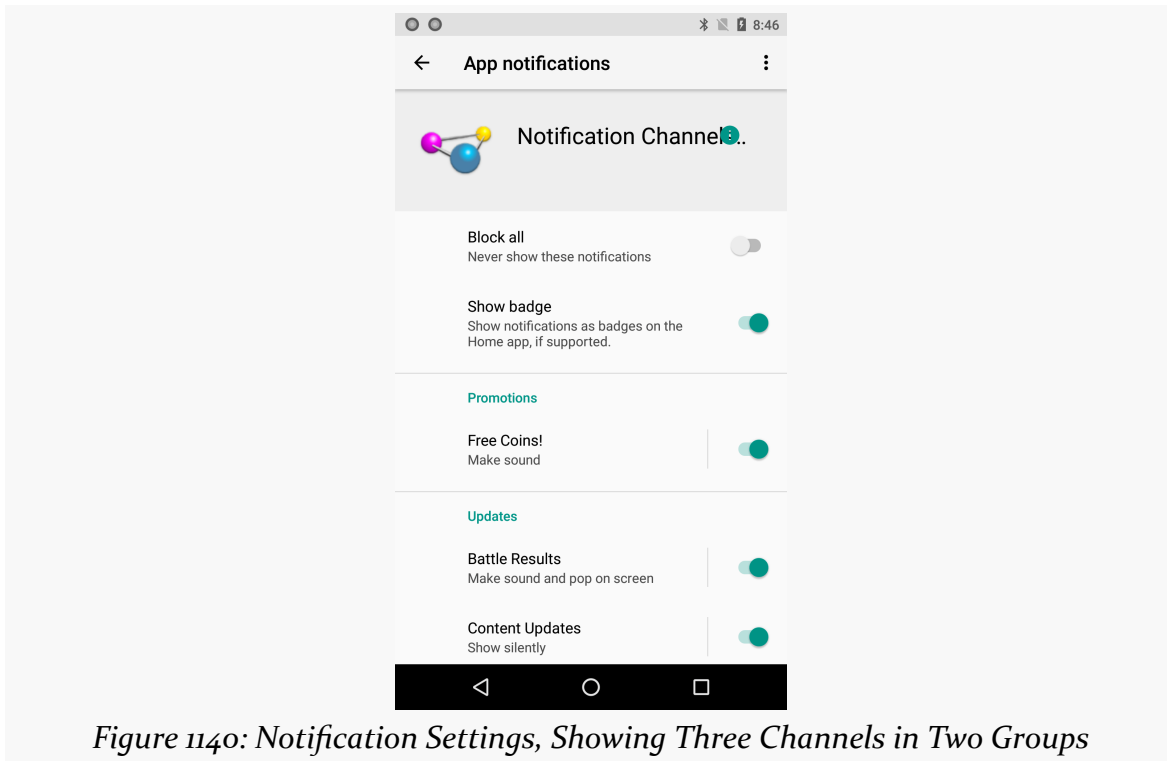 8:46
App notifications
Notification Channel...
Block all
Never show these notifications
Show badge
Show notifications as badges on the
Home app, if supported.
Promotions
Free Coins!
Make sound
Updates
Battle Results
Make sound and pop on screen
Content Updates
Show silently
Figure 1140: Notification Settings, Showing Three Channels in Two Groups